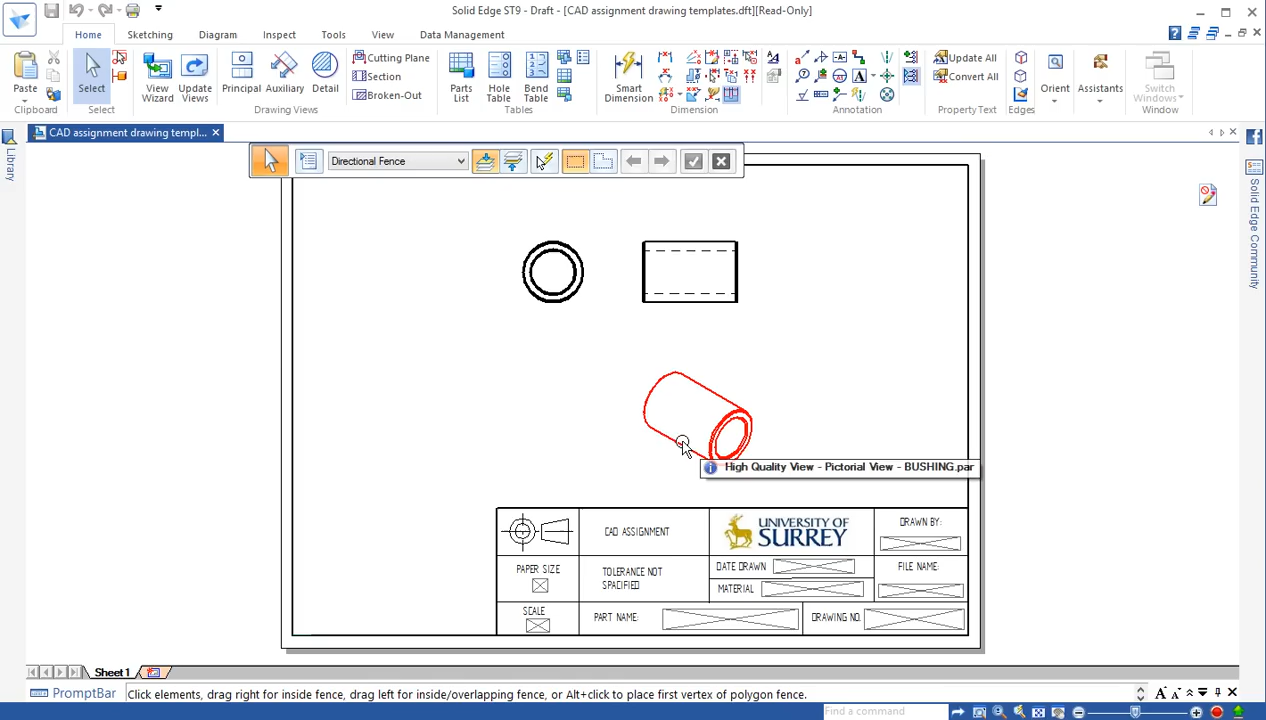 Solid Edge ST9 - Draft - [CAD assignment drawing templates.dft][Read-Only]
Home Sketching Diagram Inspect Tools View Data Management
Paste
Clipboard
Select
Select
View Wizard
Update Views
Principal
Auxiliary
Detail
Cutting Plane
Section
Broken-Out
Drawing Views
Parts List
Hole Table
Bend Table
Tables
Smart Dimension
Dimension
Annotation
Update All
Convert All
Property Text
Edges
Orient
Assistants
Switch Windows
Window
CAD assignment drawing templ...
Library
Directional Fence
Solid Edge Community
High Quality View - Pictorial View - BUSHING.par
CAD ASSIGNMENT
UNIVERSITY OF
SURREY
DRAWN BY:
PAPER SIZE
TOLERANCE NOT
SPECIFIED
DATE DRAWN
FILE NAME:
MATERIAL
SCALE
PART NAME:
DRAWING NO.
Sheet1
PromptBar
Click elements, drag right for inside fence, drag left for inside/overlapping fence, or Alt+click to place first vertex of polygon fence.
Find a command